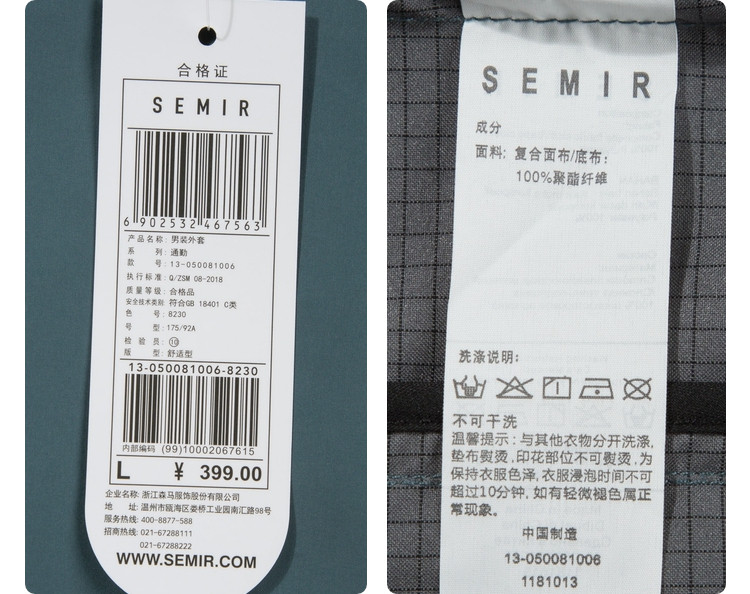 合格证
SEMIR
6 902532 467563
产品名称: 男装外套
系 列: 通勤
款 号: 13-050081006
执行标准: Q/ZSM 08-2018
质量等级: 合格品
安全技术类别: 符合GB 18401 C类
色 号: 8230
号 型: 175/92A
检 验 员: ⑩
版 型: 舒适型
13-050081006-8230
内部编码 (99)10002067615
L ¥ 399.00
企业名称: 浙江森马服饰股份有限公司
地 址: 温州市瓯海区娄桥工业园南汇路98号
服务热线: 400-8877-588
招商热线: 021-67288111
021-67288222
WWW.SEMIR.COM
SEMIR
成分
面料: 复合面布/底布:
100%聚酯纤维
洗涤说明:
不可干洗
温馨提示: 与其他衣物分开洗涤,
垫布熨烫, 印花部位不可熨烫, 为
保持衣服色泽, 衣服浸泡时间不可
超过10分钟, 如有轻微褪色属正
常现象。
中国制造
13-050081006
1181013